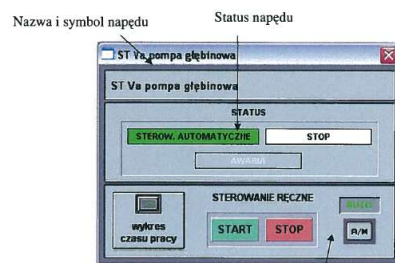 Nazwa i symbol napędu
Status napędu
ST Va pompa głębinowa
ST Va pompa głębinowa
STATUS
STEROW. AUTOMATYCZNE STOP
AWARIA
STEROWANIE RĘCZNE
wykres
czasu pracy
START STOP
A/M